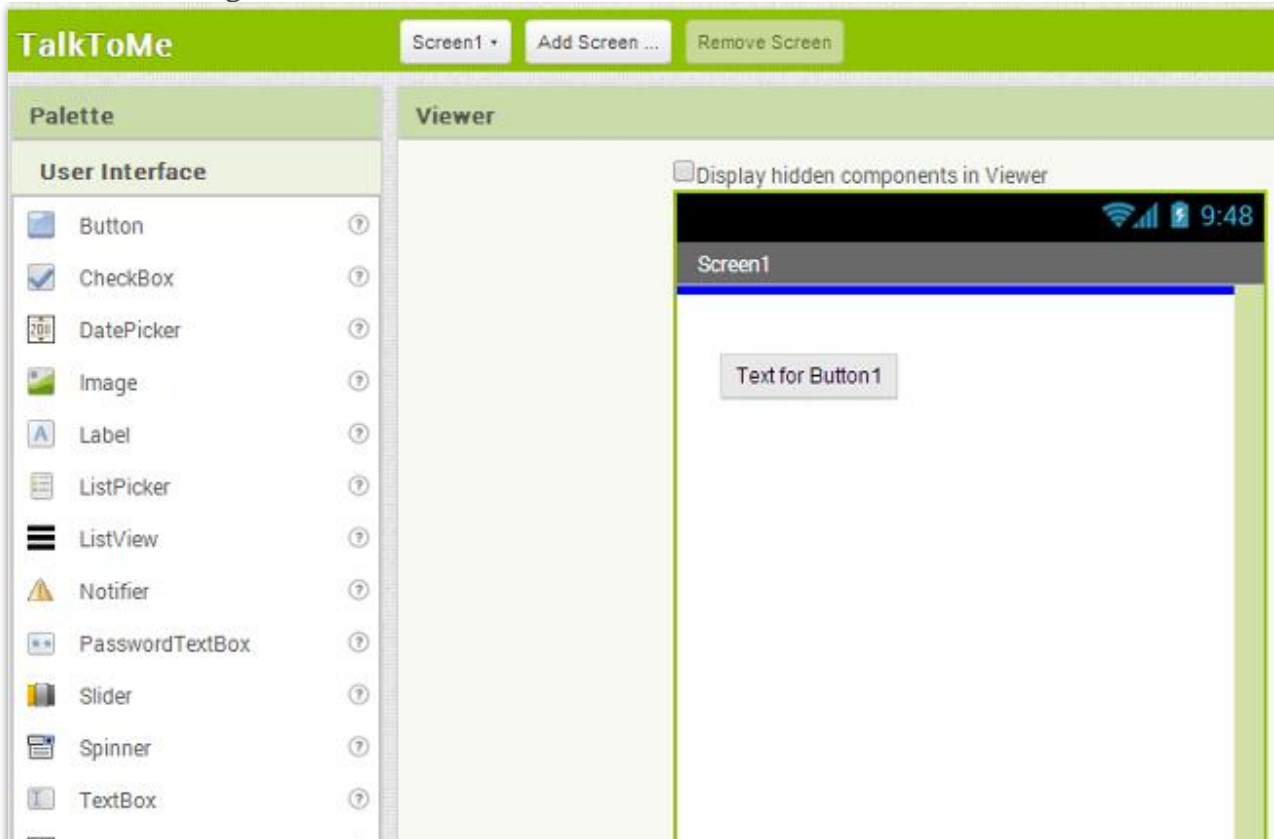 TalkToMe
Screen1
Add Screen ...
Remove Screen
Palette
Viewer
User Interface
Display hidden components in Viewer
Button
CheckBox
DatePicker
Image
Label
ListPicker
ListView
Notifier
PasswordTextBox
Slider
Spinner
TextBox
9:48
Screen1
Text for Button1